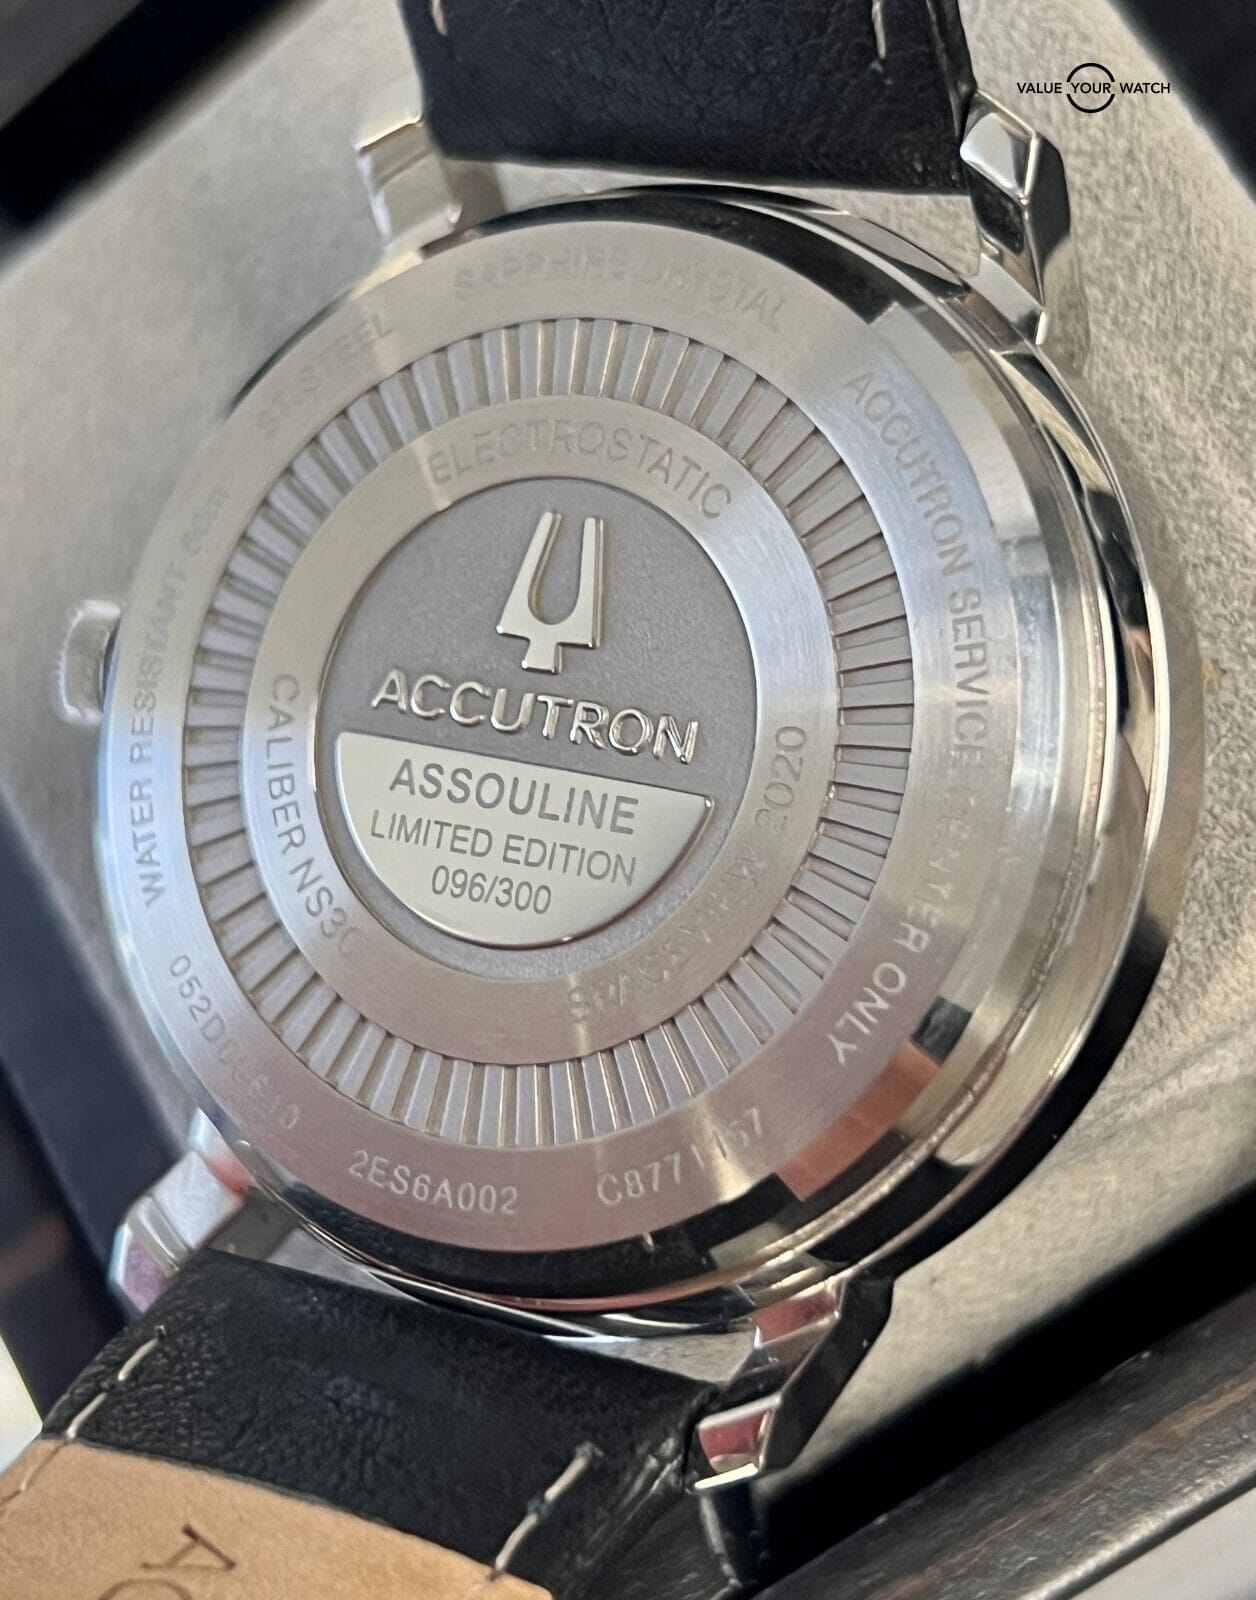 VALUE YOUR WATCH
SAPPHIRE CRYSTAL
ACCUTRON SERVICE CENTER ONLY
WATER RESISTANT
2ES6A002
ELECTROSTATIC
CALIBER
SPACEVIEW 2020
ACCUTRON
ASSOULINE
LIMITED EDITION
096/300